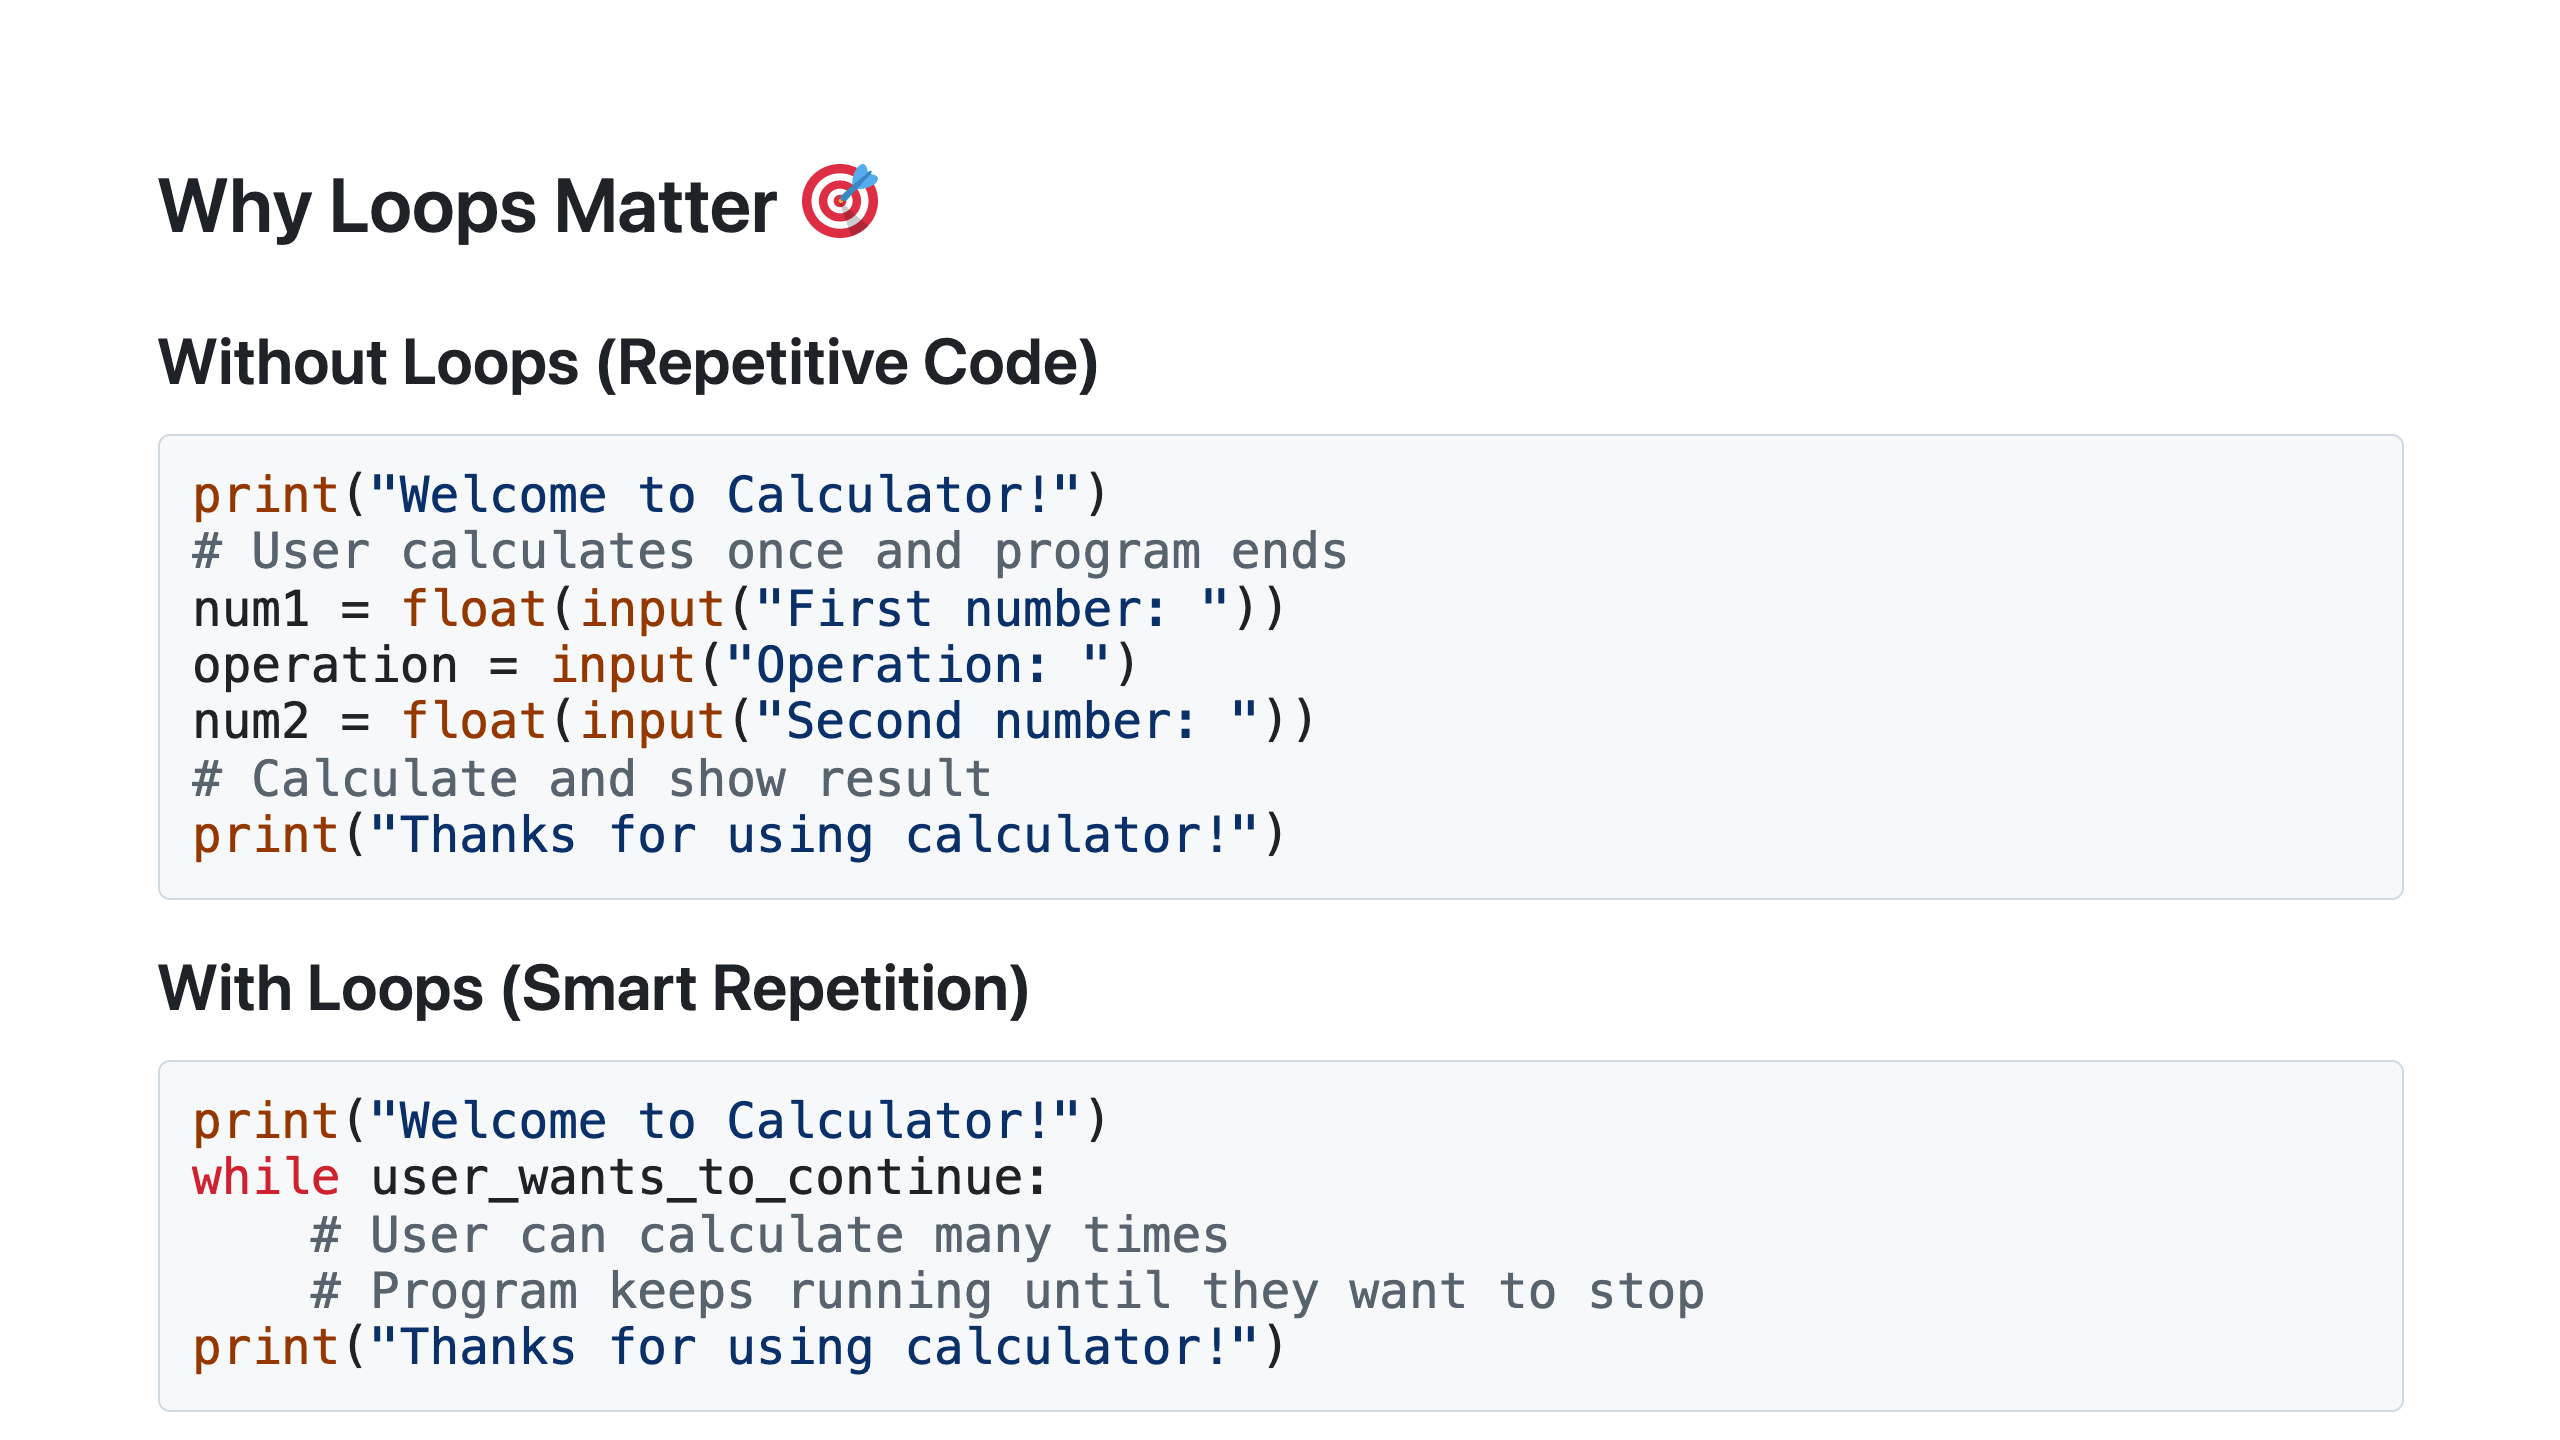 Why Loops Matter 🎯
Without Loops (Repetitive Code)
print("Welcome to Calculator!")
# User calculates once and program ends
num1 = float(input("First number: "))
operation = input("Operation: ")
num2 = float(input("Second number: "))
# Calculate and show result
print("Thanks for using calculator!")
With Loops (Smart Repetition)
print("Welcome to Calculator!")
while user_wants_to_continue:
    # User can calculate many times
    # Program keeps running until they want to stop
print("Thanks for using calculator!")